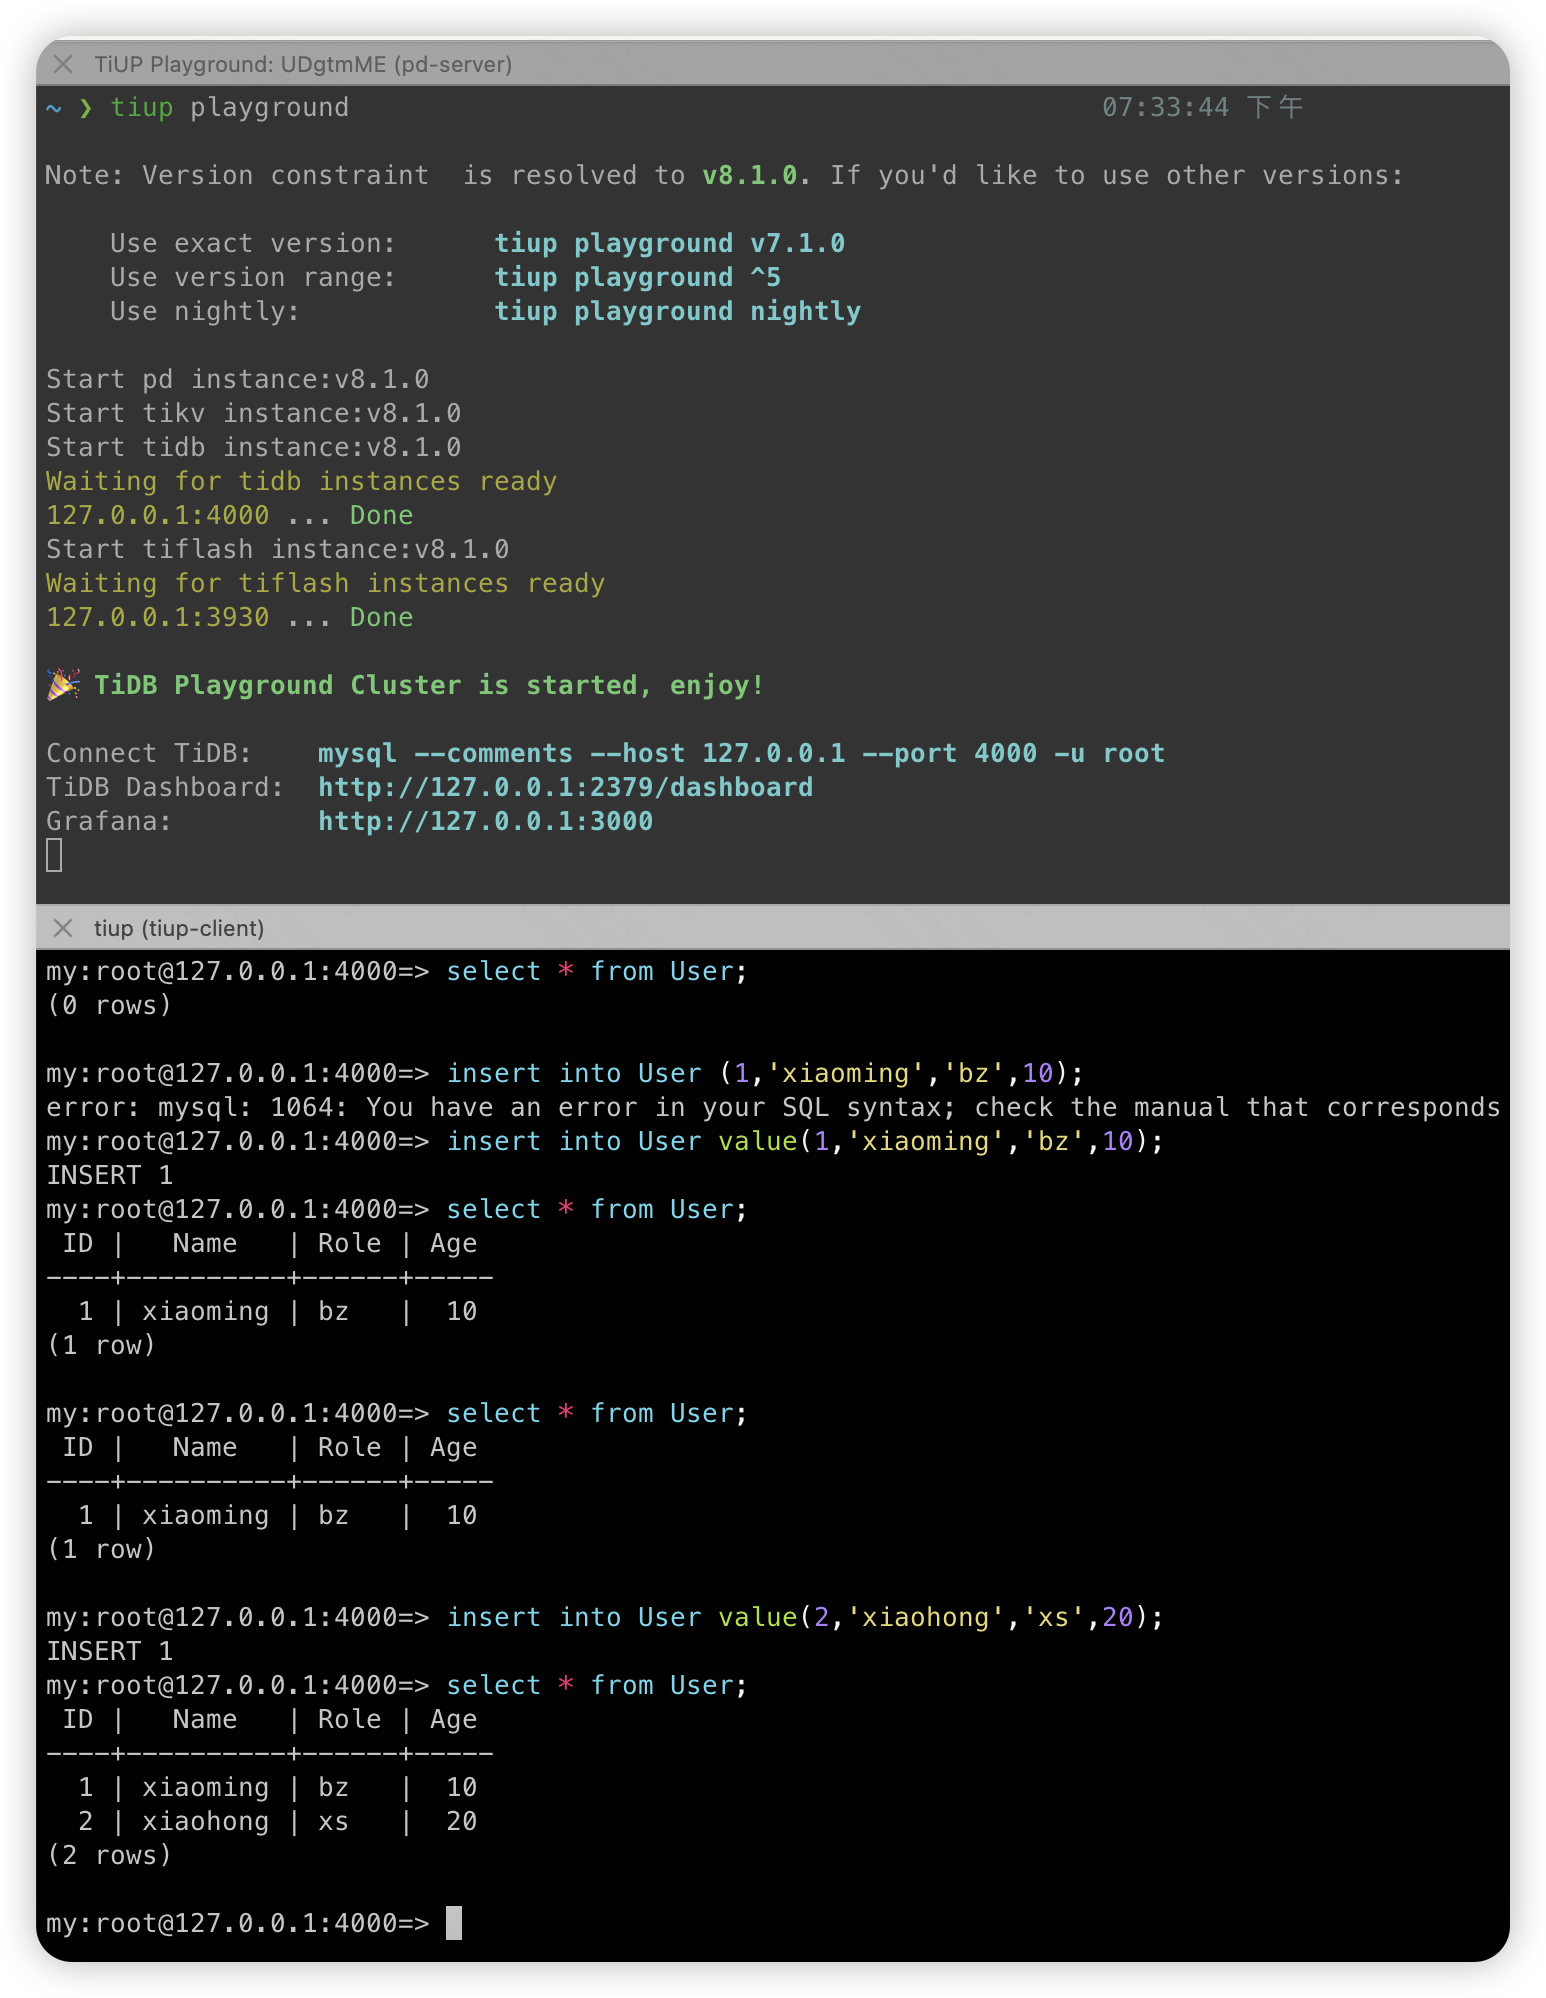 TiUP Playground: UDgtmME (pd-server)
~ ❯ tiup playground 07:33:44 下午
Note: Version constraint  is resolved to v8.1.0. If you'd like to use other versions:
    Use exact version:      tiup playground v7.1.0
    Use version range:      tiup playground ^5
    Use nightly:            tiup playground nightly
Start pd instance:v8.1.0
Start tikv instance:v8.1.0
Start tidb instance:v8.1.0
Waiting for tidb instances ready
127.0.0.1:4000 ... Done
Start tiflash instance:v8.1.0
Waiting for tiflash instances ready
127.0.0.1:3930 ... Done
🎉 TiDB Playground Cluster is started, enjoy!
Connect TiDB:    mysql --comments --host 127.0.0.1 --port 4000 -u root
TiDB Dashboard:  http://127.0.0.1:2379/dashboard
Grafana:         http://127.0.0.1:3000
tiup (tiup-client)
my:root@127.0.0.1:4000=> select * from User;
(0 rows)
my:root@127.0.0.1:4000=> insert into User (1,'xiaoming','bz',10);
error: mysql: 1064: You have an error in your SQL syntax; check the manual that corresponds
my:root@127.0.0.1:4000=> insert into User value(1,'xiaoming','bz',10);
INSERT 1
my:root@127.0.0.1:4000=> select * from User;
 ID |   Name   | Role | Age
----+----------+------+-----
  1 | xiaoming | bz   |  10
(1 row)
my:root@127.0.0.1:4000=> select * from User;
 ID |   Name   | Role | Age
----+----------+------+-----
  1 | xiaoming | bz   |  10
(1 row)
my:root@127.0.0.1:4000=> insert into User value(2,'xiaohong','xs',20);
INSERT 1
my:root@127.0.0.1:4000=> select * from User;
 ID |   Name   | Role | Age
----+----------+------+-----
  1 | xiaoming | bz   |  10
  2 | xiaohong | xs   |  20
(2 rows)
my:root@127.0.0.1:4000=>